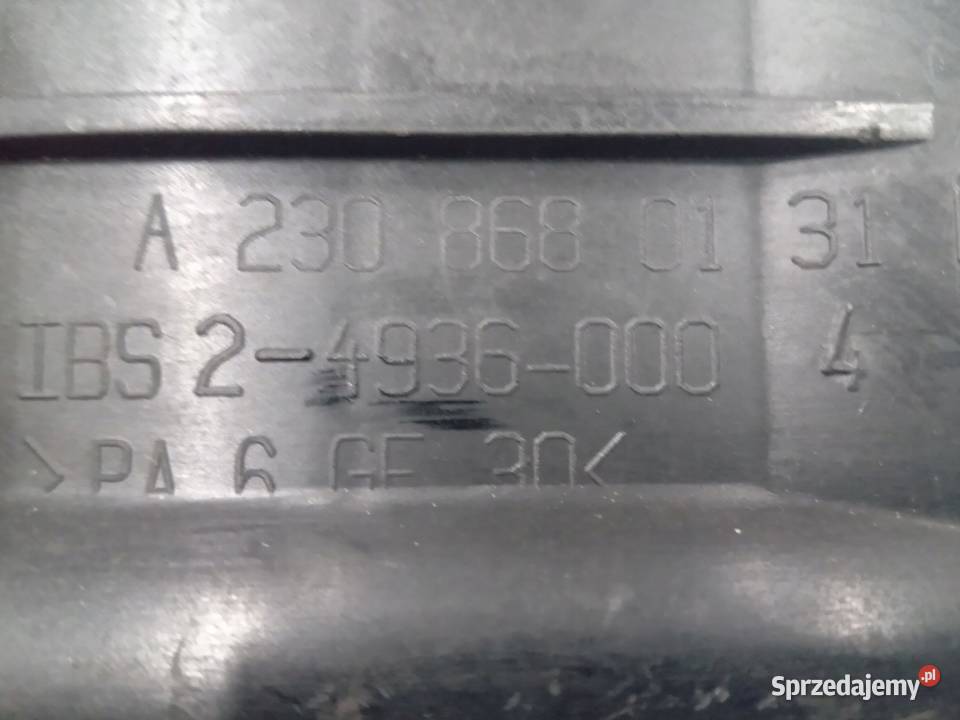 A 230 868 01 31
IBS 2-4936-000 4
>PA 6 GF 30<
Sprzedajemy.pl